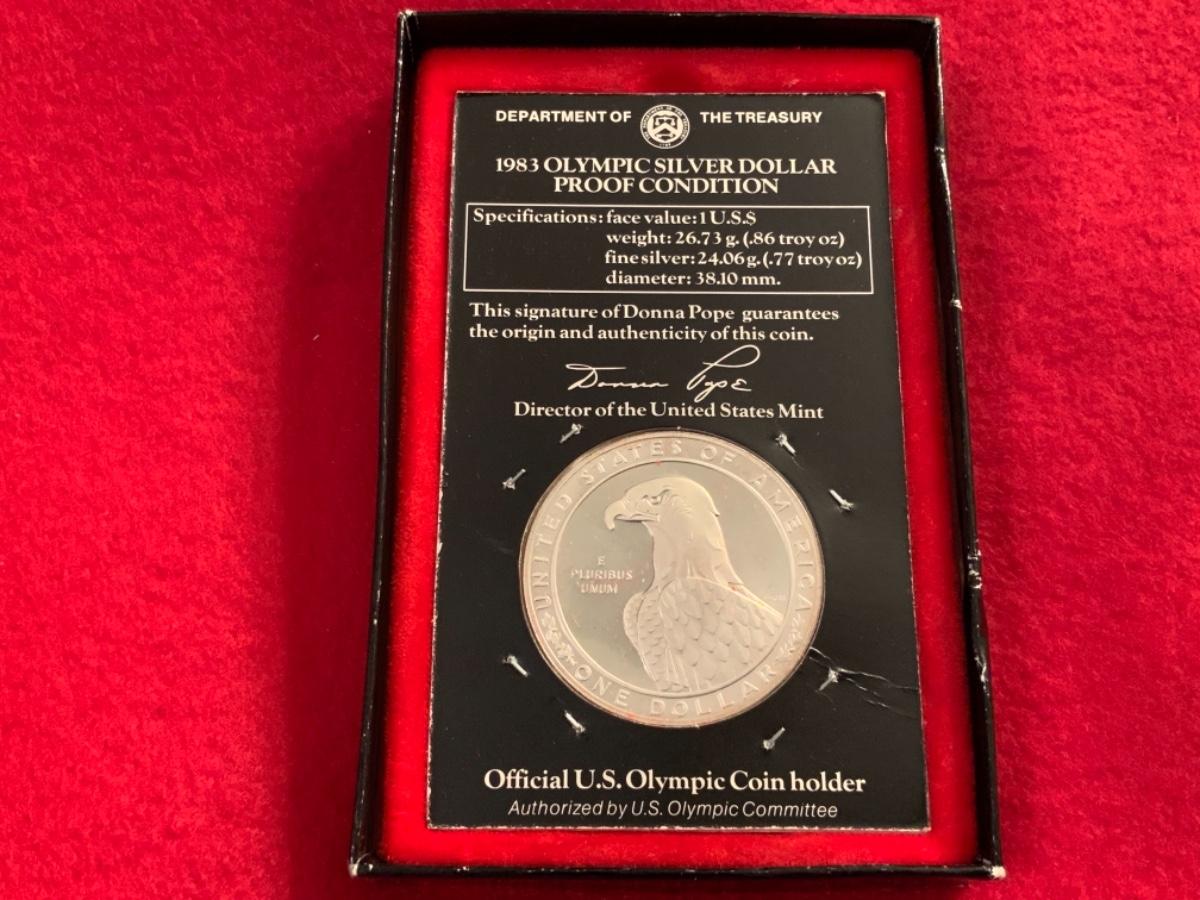 DEPARTMENT OF THE TREASURY
1983 OLYMPIC SILVER DOLLAR
PROOF CONDITION
Specifications: face value: 1 U.S.$
weight: 26.73 g. (.86 troy oz)
fine silver: 24.06 g. (.77 troy oz)
diameter: 38.10 mm.
This signature of Donna Pope guarantees
the origin and authenticity of this coin.
Donna Pope
Director of the United States Mint
UNITED STATES OF AMERICA
E
PLURIBUS
UNUM
ONE DOLLAR
Official U.S. Olympic Coin holder
Authorized by U.S. Olympic Committee